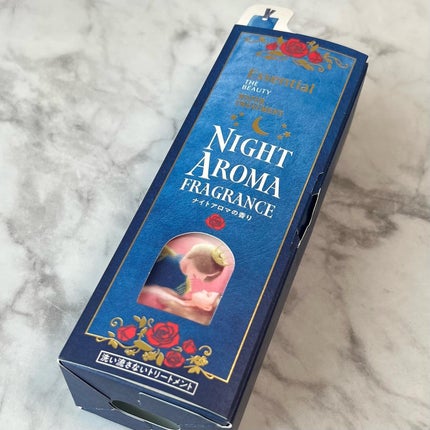 Essential
THE
BEAUTY
NIGHT
AROMA
FRAGRANCE
ナイトアロマの香り
洗い流さないトリートメント